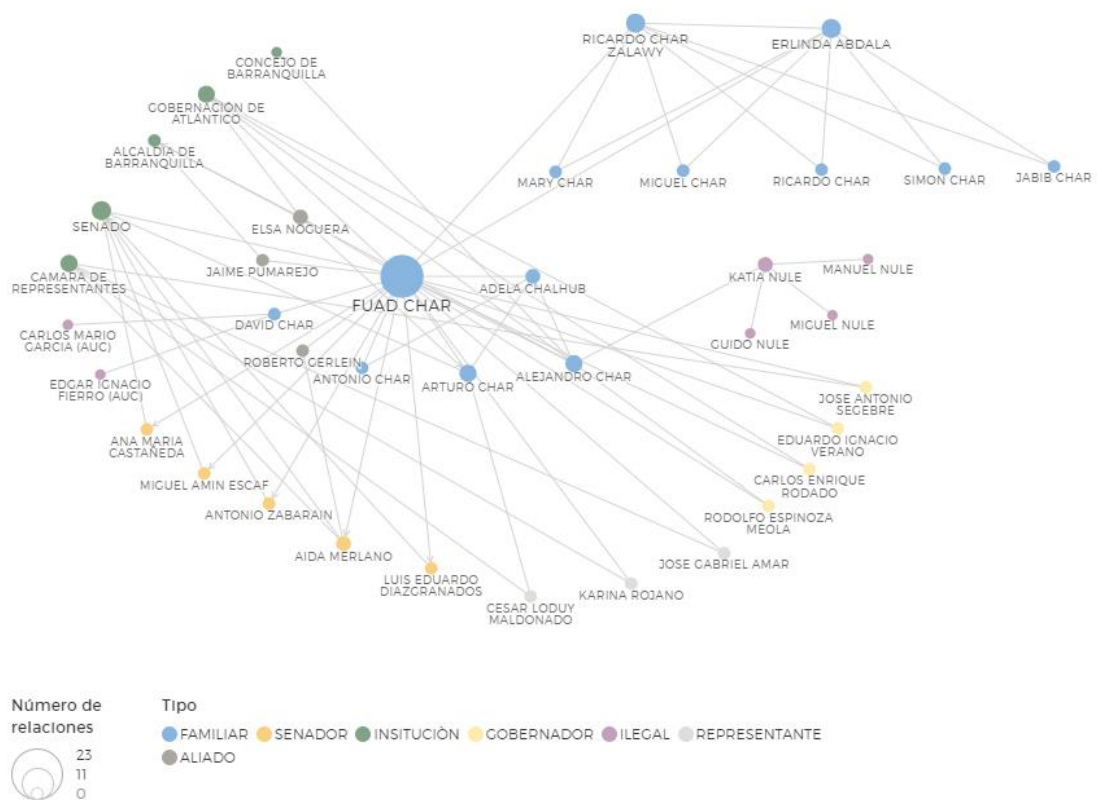 RICARDO CHAR
ZALAWY
ERLINDA ABDALA
CONCEJO DE
BARRANQUILLA
GOBERNACIÓN DE
ATLÁNTICO
ALCALDÍA DE
BARRANQUILLA
MARY CHAR
MIGUEL CHAR
RICARDO CHAR
SIMON CHAR
JABIB CHAR
SENADO
ELSA NOGUERA
JAIME PUMAREJO
CAMARA DE
REPRESENTANTES
FUAD CHAR
ADELA CHALHUB
KATIA NULE
MANUEL NULE
MIGUEL NULE
GUIDO NULE
DAVID CHAR
CARLOS MARIO
GARCIA (AUC)
ROBERTO GERLEIN
ANTONIO CHAR
ARTURO CHAR
ALEJANDRO CHAR
EDGAR IGNACIO
FIERRO (AUC)
JOSE ANTONIO
SEGEBRE
EDUARDO IGNACIO
VERANO
ANA MARIA
CASTAÑEDA
CARLOS ENRIQUE
RODADO
MIGUEL AMIN ESCAF
ANTONIO ZABARAIN
RODOLFO ESPINOZA
MEOLA
AIDA MERLANO
JOSE GABRIEL AMAR
LUIS EDUARDO
DIAZGRANADOS
KARINA ROJANO
CESAR LODUY
MALDONADO
Número de
relaciones
23
11
0
Tipo
FAMILIAR SENADOR INSITUCIÒN GOBERNADOR ILEGAL REPRESENTANTE
ALIADO